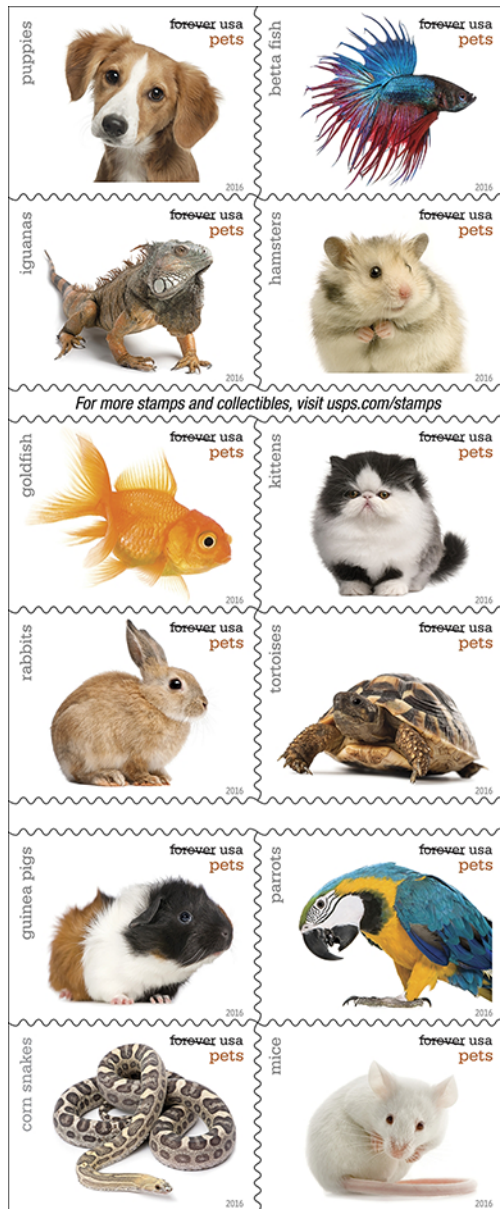 puppies
forever usa
pets
2016
betta fish
forever usa
pets
2016
iguanas
forever usa
pets
2016
hamsters
forever usa
pets
2016
For more stamps and collectibles, visit usps.com/stamps
goldfish
forever usa
pets
2016
kittens
forever usa
pets
2016
rabbits
forever usa
pets
2016
tortoises
forever usa
pets
2016
guinea pigs
forever usa
pets
2016
parrots
forever usa
pets
2016
corn snakes
forever usa
pets
2016
mice
forever usa
pets
2016